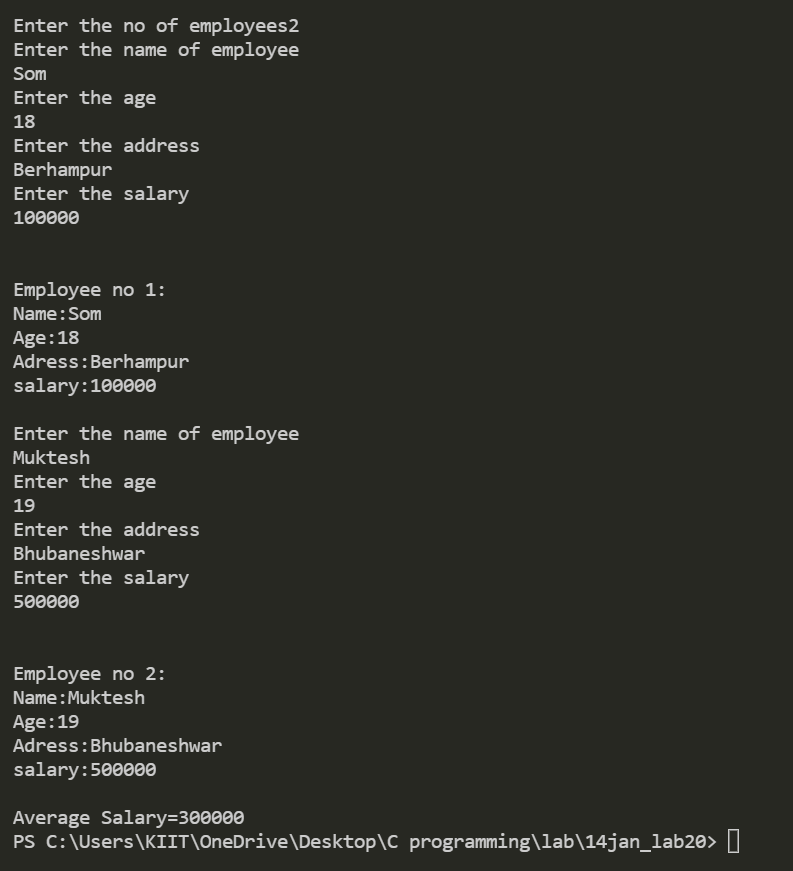 Enter the no of employees2
Enter the name of employee
Som
Enter the age
18
Enter the address
Berhampur
Enter the salary
100000
Employee no 1:
Name:Som
Age:18
Adress:Berhampur
salary:100000
Enter the name of employee
Muktesh
Enter the age
19
Enter the address
Bhubaneshwar
Enter the salary
500000
Employee no 2:
Name:Muktesh
Age:19
Adress:Bhubaneshwar
salary:500000
Average Salary=300000
PS C:\Users\KIIT\OneDrive\Desktop\C programming\lab\14jan_lab20>